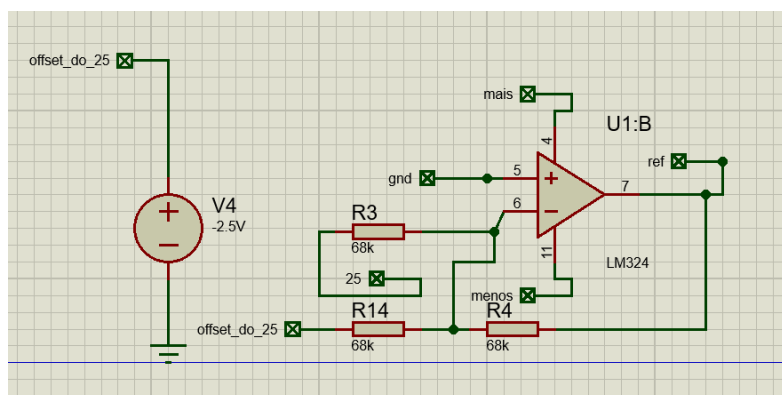 offset_do_25
V4
-2.5V
mais
4
U1:B
gnd
5
+
6
−
7
ref
11
LM324
menos
R3
68k
25
offset_do_25
R14
68k
R4
68k